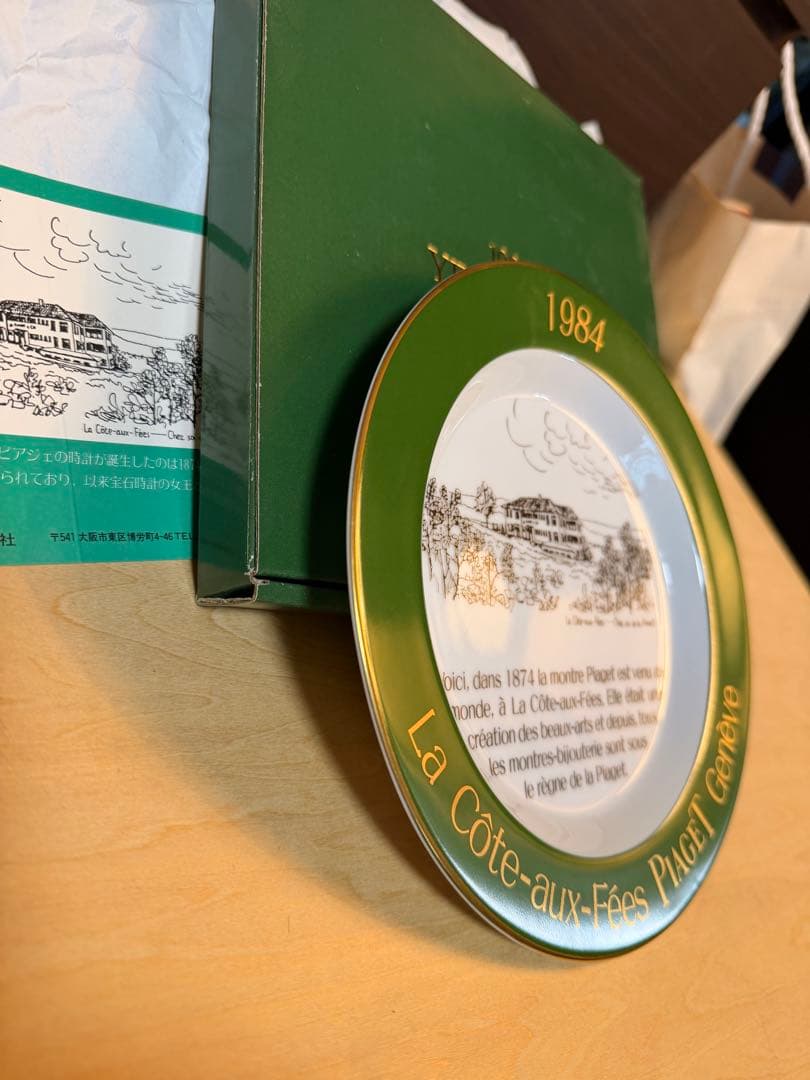 1984
La Côte-aux-Fées
oici, dans 1874 la montre Piaget est venu
monde, à La Côte-aux-Fées. Elle était un
création des beaux-arts et depuis, tous
les montres-bijouterie sont sous
le règne de la Piaget.
La Côte-aux-Fées PIAGET Genève
La Côte-aux-Fées — Chez
ピアジェの時計が誕生したのは187
られており、以来宝石時計の女王
社 〒541 大阪市東区博労町4-46 TEL